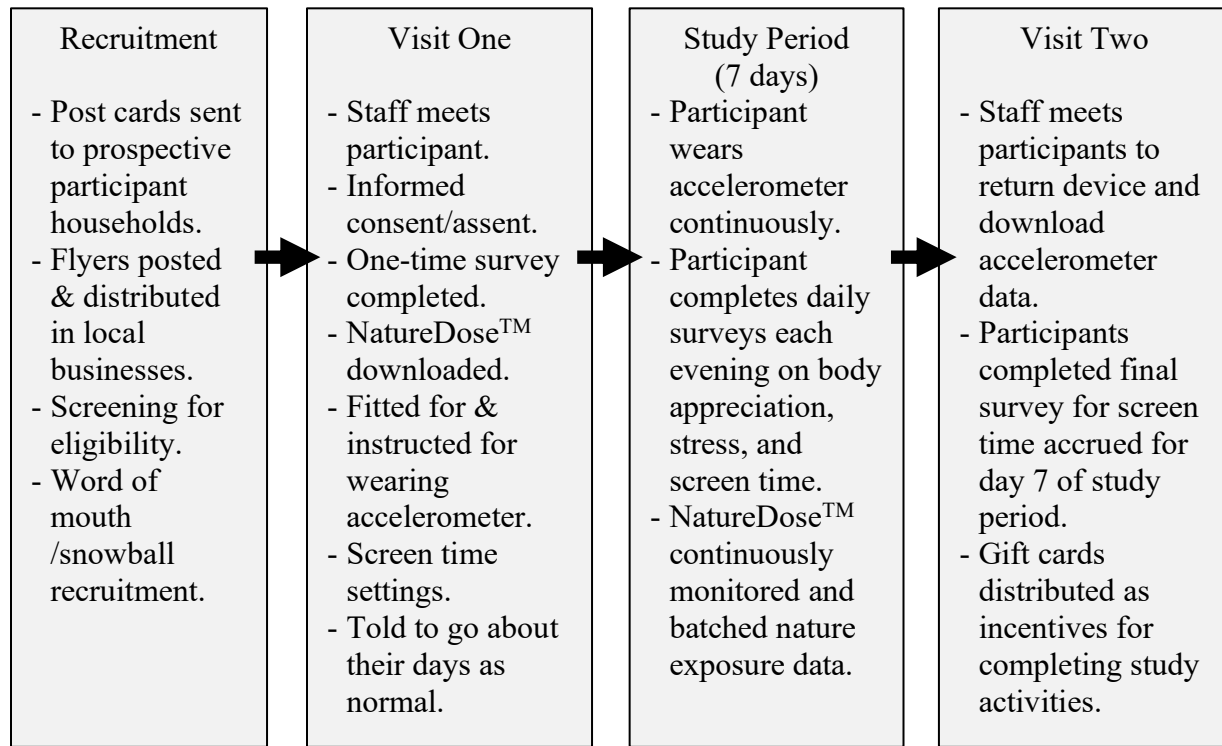 Recruitment
- Post cards sent
to prospective
participant
households.
- Flyers posted
& distributed
in local
businesses.
- Screening for
eligibility.
- Word of
mouth
/snowball
recruitment.
Visit One
- Staff meets
participant.
- Informed
consent/assent.
- One-time survey
completed.
- NatureDose™
downloaded.
- Fitted for &
instructed for
wearing
accelerometer.
- Screen time
settings.
- Told to go about
their days as
normal.
Study Period
(7 days)
- Participant
wears
accelerometer
continuously.
- Participant
completes daily
surveys each
evening on body
appreciation,
stress, and
screen time.
- NatureDose™
continuously
monitored and
batched nature
exposure data.
Visit Two
- Staff meets
participants to
return device and
download
accelerometer
data.
- Participants
completed final
survey for screen
time accrued for
day 7 of study
period.
- Gift cards
distributed as
incentives for
completing study
activities.